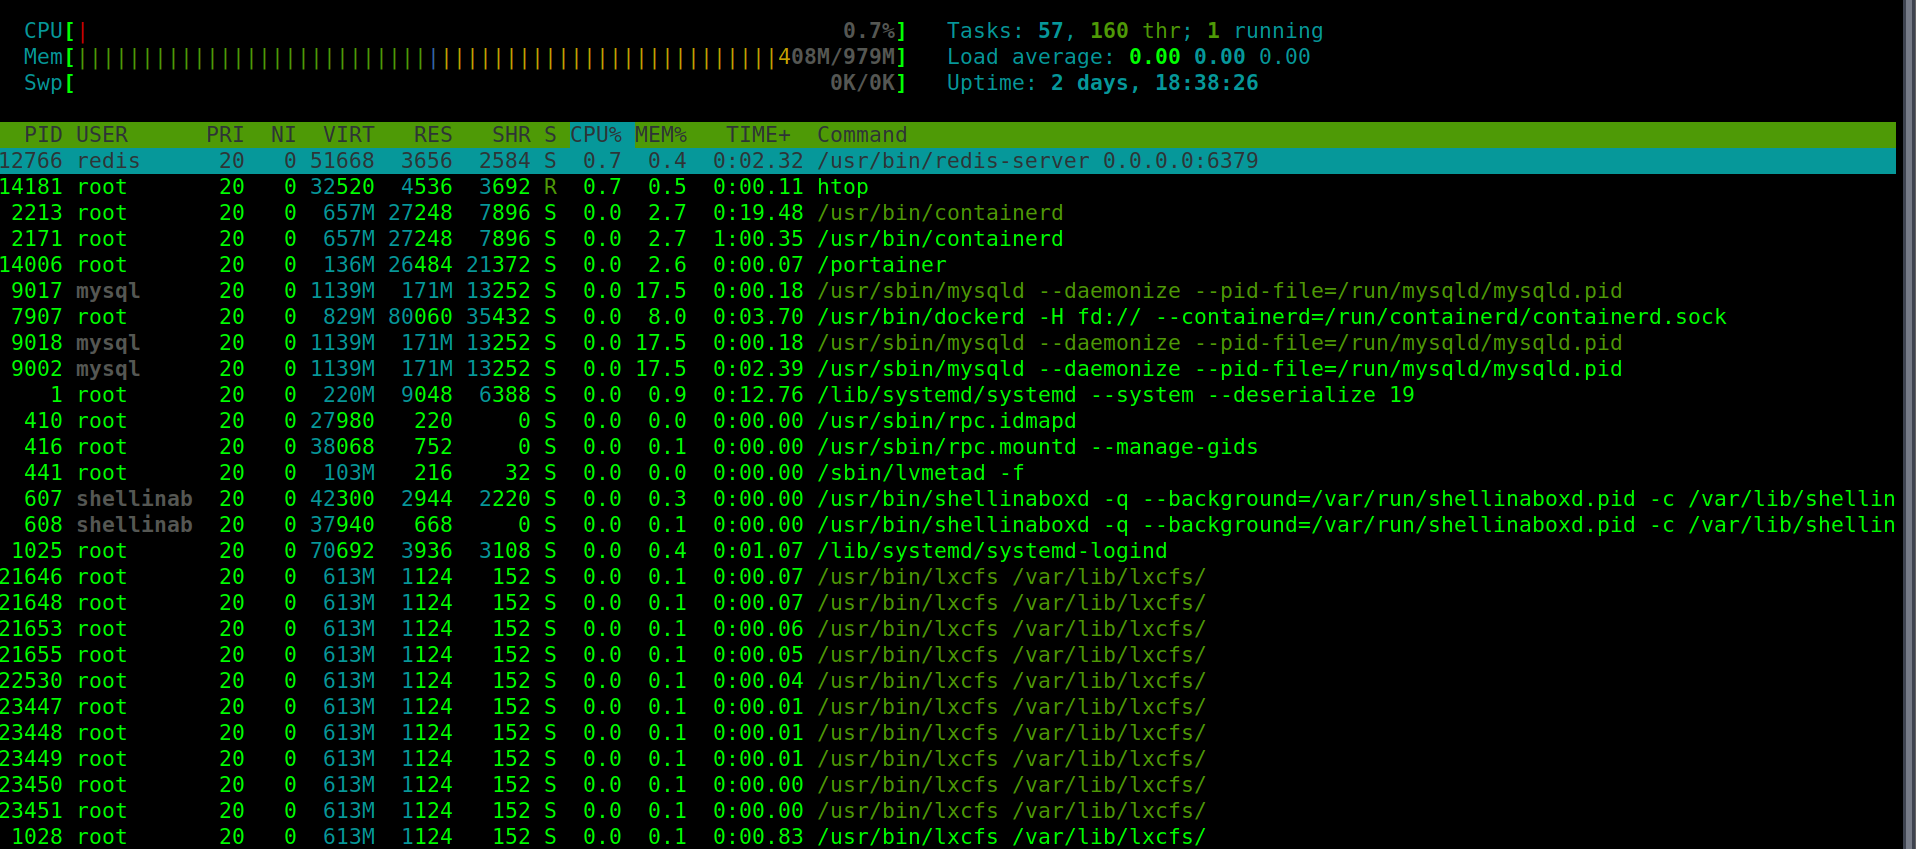 CPU[| 0.7%] Tasks: 57, 160 thr; 1 running
Mem[||||||||||||||||||||||||||||||||||||||||||||||||||||||408M/979M] Load average: 0.00 0.00 0.00
Swp[ 0K/0K] Uptime: 2 days, 18:38:26
PID USER PRI NI VIRT RES SHR S CPU% MEM% TIME+ Command
12766 redis 20 0 51668 3656 2584 S 0.7 0.4 0:02.32 /usr/bin/redis-server 0.0.0.0:6379
14181 root 20 0 32520 4536 3692 R 0.7 0.5 0:00.11 htop
2213 root 20 0 657M 27248 7896 S 0.0 2.7 0:19.48 /usr/bin/containerd
2171 root 20 0 657M 27248 7896 S 0.0 2.7 1:00.35 /usr/bin/containerd
14006 root 20 0 136M 26484 21372 S 0.0 2.6 0:00.07 /portainer
9017 mysql 20 0 1139M 171M 13252 S 0.0 17.5 0:00.18 /usr/sbin/mysqld --daemonize --pid-file=/run/mysqld/mysqld.pid
7907 root 20 0 829M 80060 35432 S 0.0 8.0 0:03.70 /usr/bin/dockerd -H fd:// --containerd=/run/containerd/containerd.sock
9018 mysql 20 0 1139M 171M 13252 S 0.0 17.5 0:00.18 /usr/sbin/mysqld --daemonize --pid-file=/run/mysqld/mysqld.pid
9002 mysql 20 0 1139M 171M 13252 S 0.0 17.5 0:02.39 /usr/sbin/mysqld --daemonize --pid-file=/run/mysqld/mysqld.pid
1 root 20 0 220M 9048 6388 S 0.0 0.9 0:12.76 /lib/systemd/systemd --system --deserialize 19
410 root 20 0 27980 220 0 S 0.0 0.0 0:00.00 /usr/sbin/rpc.idmapd
416 root 20 0 38068 752 0 S 0.0 0.1 0:00.00 /usr/sbin/rpc.mountd --manage-gids
441 root 20 0 103M 216 32 S 0.0 0.0 0:00.00 /sbin/lvmetad -f
607 shellinab 20 0 42300 2944 2220 S 0.0 0.3 0:00.00 /usr/bin/shellinaboxd -q --background=/var/run/shellinaboxd.pid -c /var/lib/shellin
608 shellinab 20 0 37940 668 0 S 0.0 0.1 0:00.00 /usr/bin/shellinaboxd -q --background=/var/run/shellinaboxd.pid -c /var/lib/shellin
1025 root 20 0 70692 3936 3108 S 0.0 0.4 0:01.07 /lib/systemd/systemd-logind
21646 root 20 0 613M 1124 152 S 0.0 0.1 0:00.07 /usr/bin/lxcfs /var/lib/lxcfs/
21648 root 20 0 613M 1124 152 S 0.0 0.1 0:00.07 /usr/bin/lxcfs /var/lib/lxcfs/
21653 root 20 0 613M 1124 152 S 0.0 0.1 0:00.06 /usr/bin/lxcfs /var/lib/lxcfs/
21655 root 20 0 613M 1124 152 S 0.0 0.1 0:00.05 /usr/bin/lxcfs /var/lib/lxcfs/
22530 root 20 0 613M 1124 152 S 0.0 0.1 0:00.04 /usr/bin/lxcfs /var/lib/lxcfs/
23447 root 20 0 613M 1124 152 S 0.0 0.1 0:00.01 /usr/bin/lxcfs /var/lib/lxcfs/
23448 root 20 0 613M 1124 152 S 0.0 0.1 0:00.01 /usr/bin/lxcfs /var/lib/lxcfs/
23449 root 20 0 613M 1124 152 S 0.0 0.1 0:00.01 /usr/bin/lxcfs /var/lib/lxcfs/
23450 root 20 0 613M 1124 152 S 0.0 0.1 0:00.00 /usr/bin/lxcfs /var/lib/lxcfs/
23451 root 20 0 613M 1124 152 S 0.0 0.1 0:00.00 /usr/bin/lxcfs /var/lib/lxcfs/
1028 root 20 0 613M 1124 152 S 0.0 0.1 0:00.83 /usr/bin/lxcfs /var/lib/lxcfs/